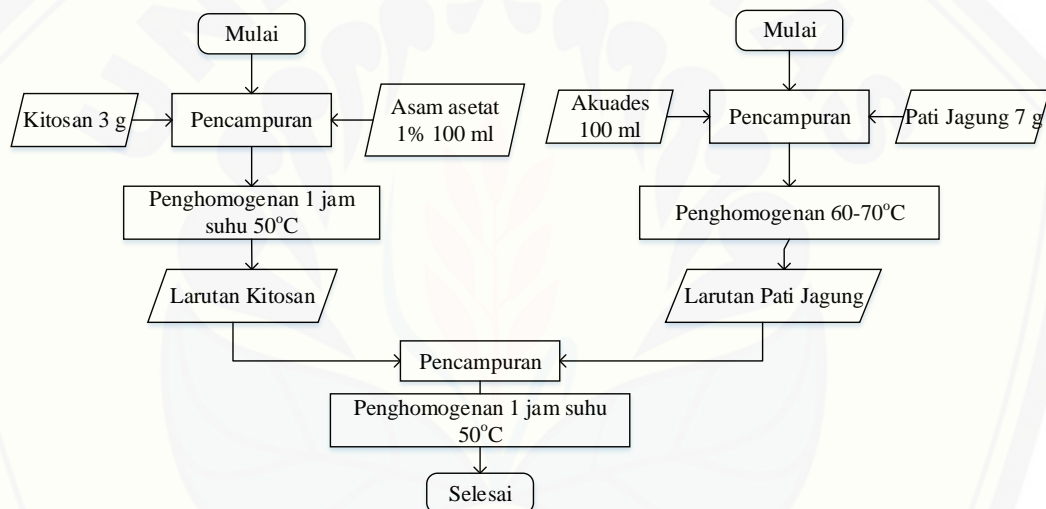 Mulai
Kitosan 3 g
Pencampuran
Asam asetat
1% 100 ml
Penghomogenan 1 jam
suhu 50°C
Larutan Kitosan
Mulai
Akuades
100 ml
Pencampuran
Pati Jagung 7 g
Penghomogenan 60-70°C
Larutan Pati Jagung
Pencampuran
Penghomogenan 1 jam suhu
50°C
Selesai